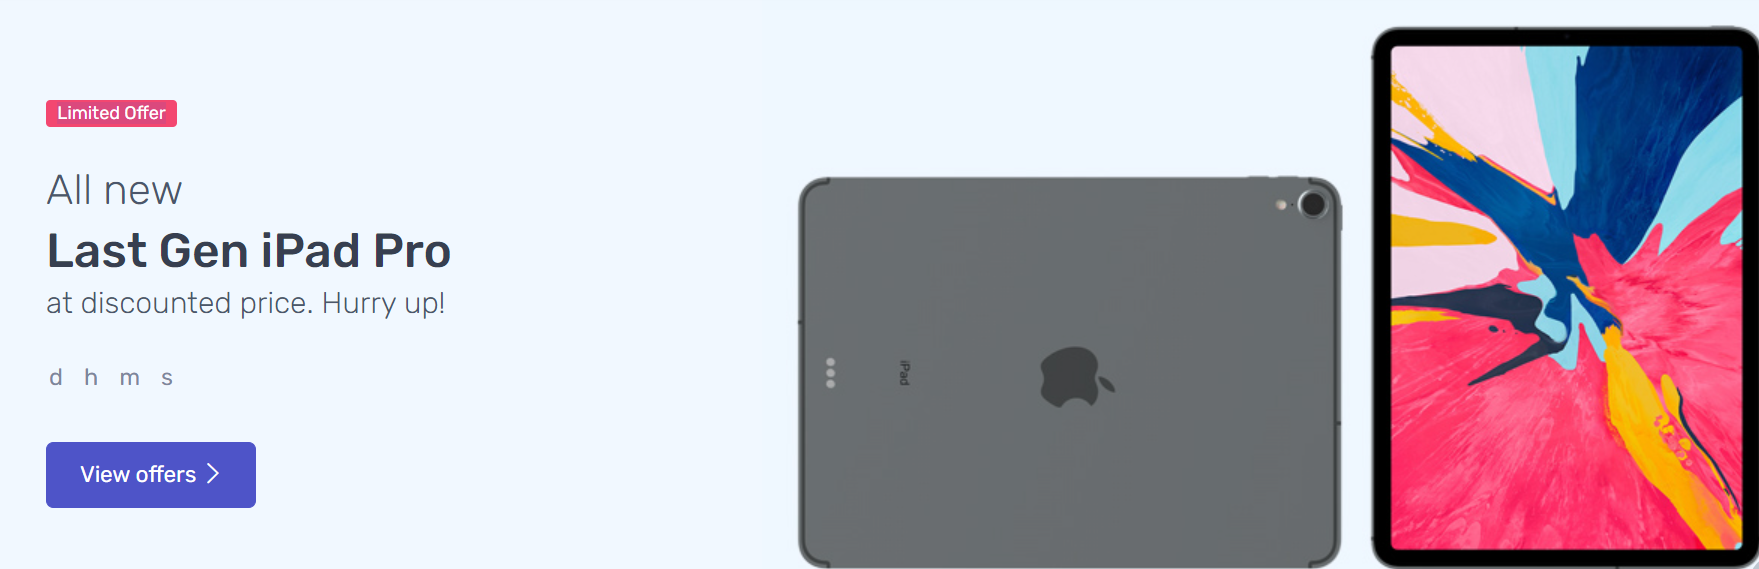 Limited Offer
All new
Last Gen iPad Pro
at discounted price. Hurry up!
d h m s
View offers
iPad